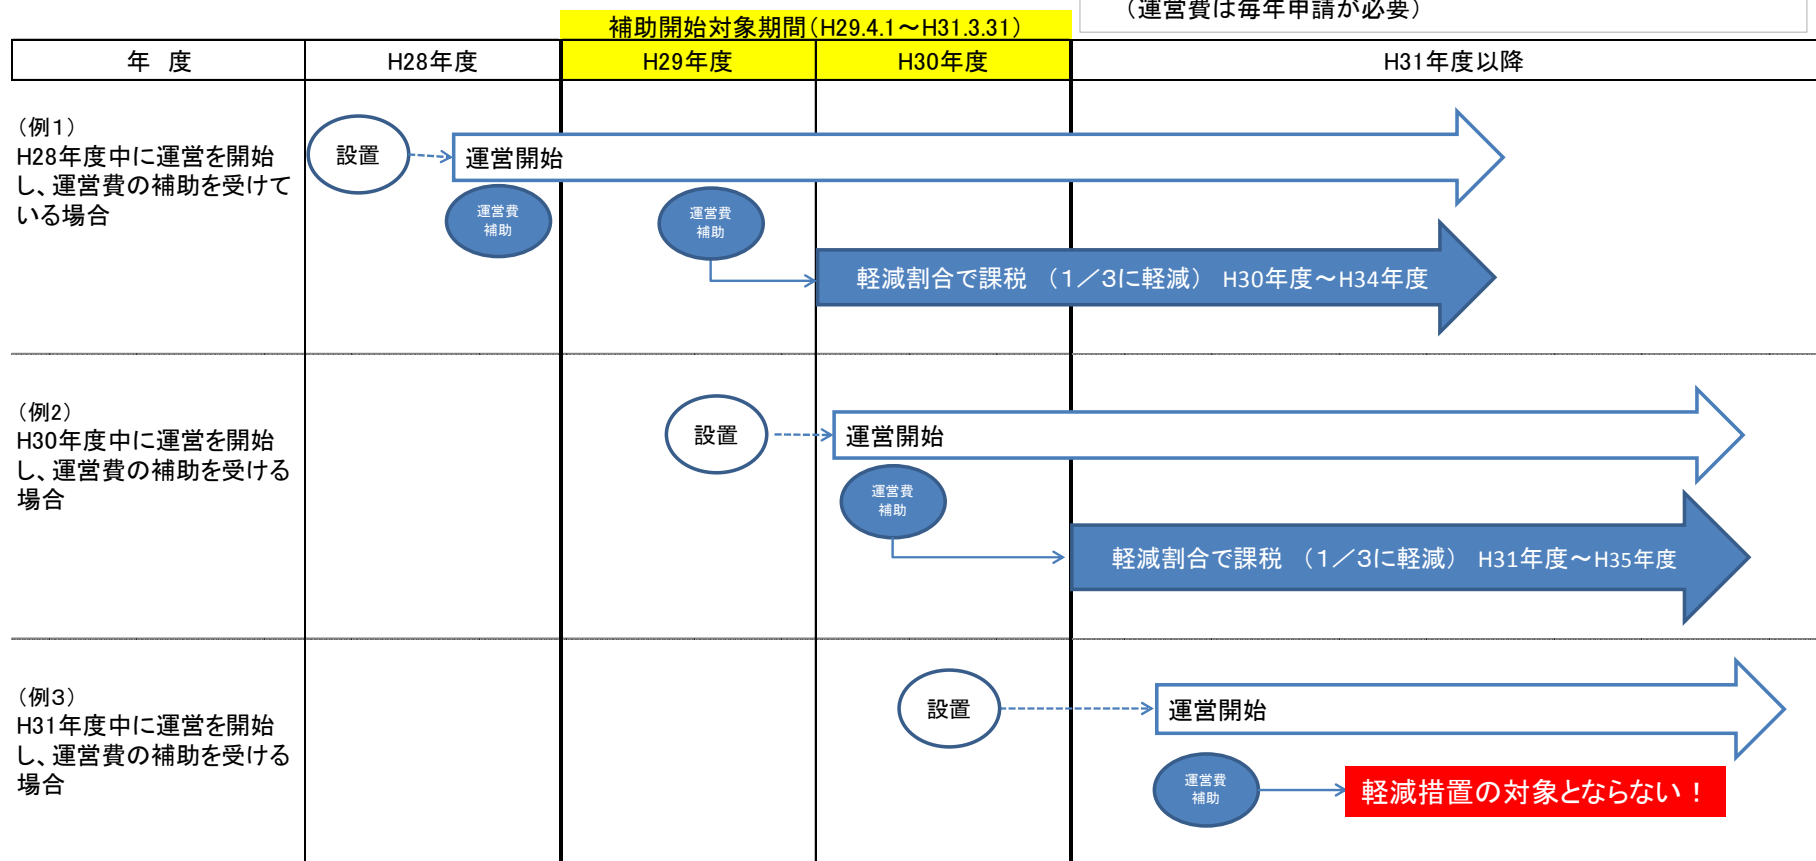 （運営費は毎年申請が必要）
補助開始対象期間（H29.4.1～H31.3.31）
年　度
H28年度
H29年度
H30年度
H31年度以降
（例１）
H28年度中に運営を開始
し、運営費の補助を受けて
いる場合
設置
運営開始
運営費
補助
運営費
補助
軽減割合で課税　（１／３に軽減）　H30年度～H34年度
（例2）
H30年度中に運営を開始
し、運営費の補助を受ける
場合
設置
運営開始
運営費
補助
軽減割合で課税　（１／３に軽減）　H31年度～H35年度
（例３）
H31年度中に運営を開始
し、運営費の補助を受ける
場合
設置
運営開始
運営費
補助
軽減措置の対象とならない！